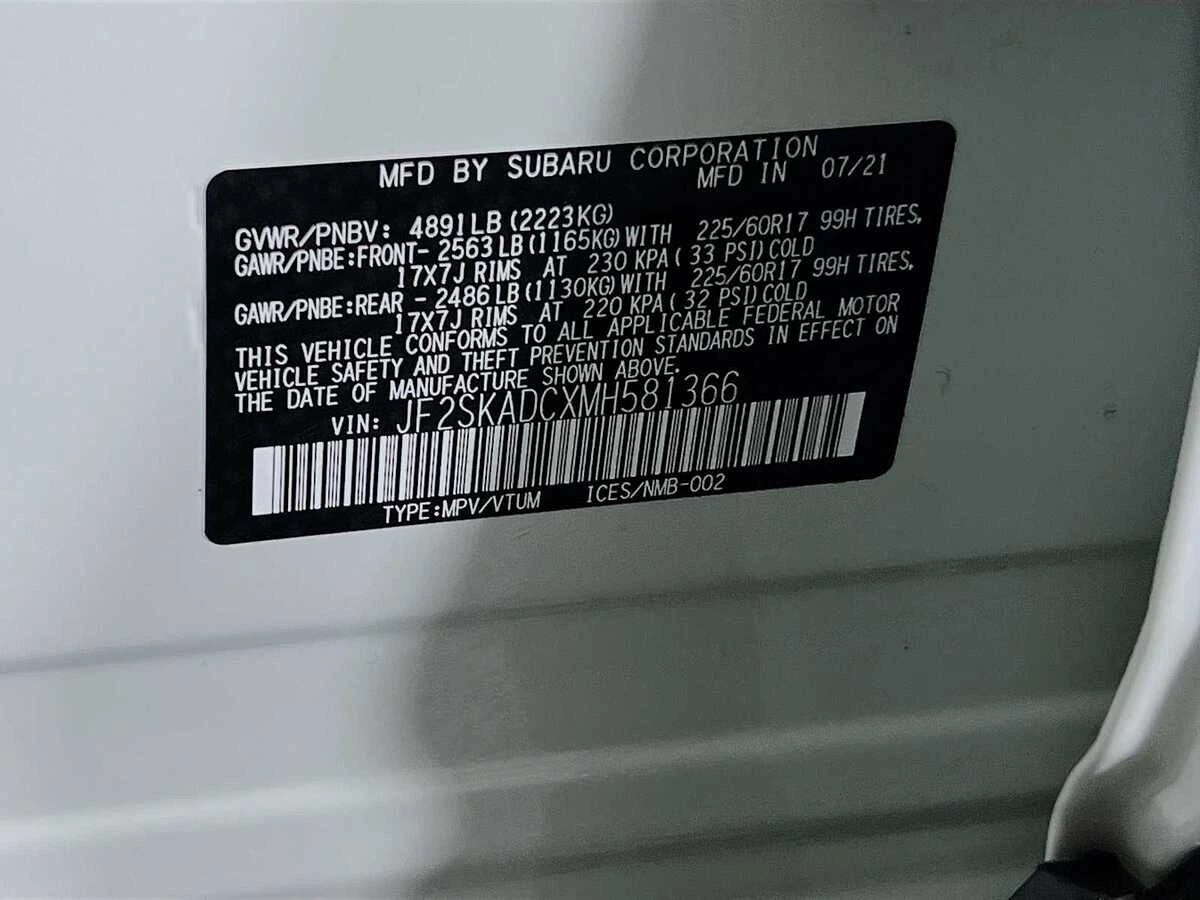 MFD BY SUBARU CORPORATION
MFD IN 07/21
GVWR/PNBV: 4891LB (2223KG)
GAWR/PNBE:FRONT- 2563LB (1165KG) WITH 225/60R17 99H TIRES,
17X7J RIMS AT 230 KPA ( 33 PSI) COLD
GAWR/PNBE:REAR - 2486LB (1130KG) WITH 225/60R17 99H TIRES,
17X7J RIMS AT 220 KPA ( 32 PSI) COLD
THIS VEHICLE CONFORMS TO ALL APPLICABLE FEDERAL MOTOR
VEHICLE SAFETY AND THEFT PREVENTION STANDARDS IN EFFECT ON
THE DATE OF MANUFACTURE SHOWN ABOVE.
VIN: JF2SKADCXMH581366
TYPE:MPV/VTUM ICES/NMB-002